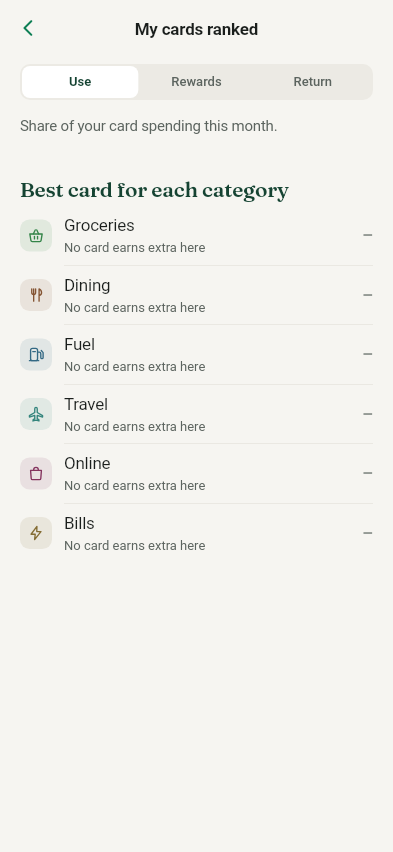 My cards ranked
Use
Rewards
Return
Share of your card spending this month.
Best card for each category
Groceries
No card earns extra here
–
Dining
No card earns extra here
–
Fuel
No card earns extra here
–
Travel
No card earns extra here
–
Online
No card earns extra here
–
Bills
No card earns extra here
–